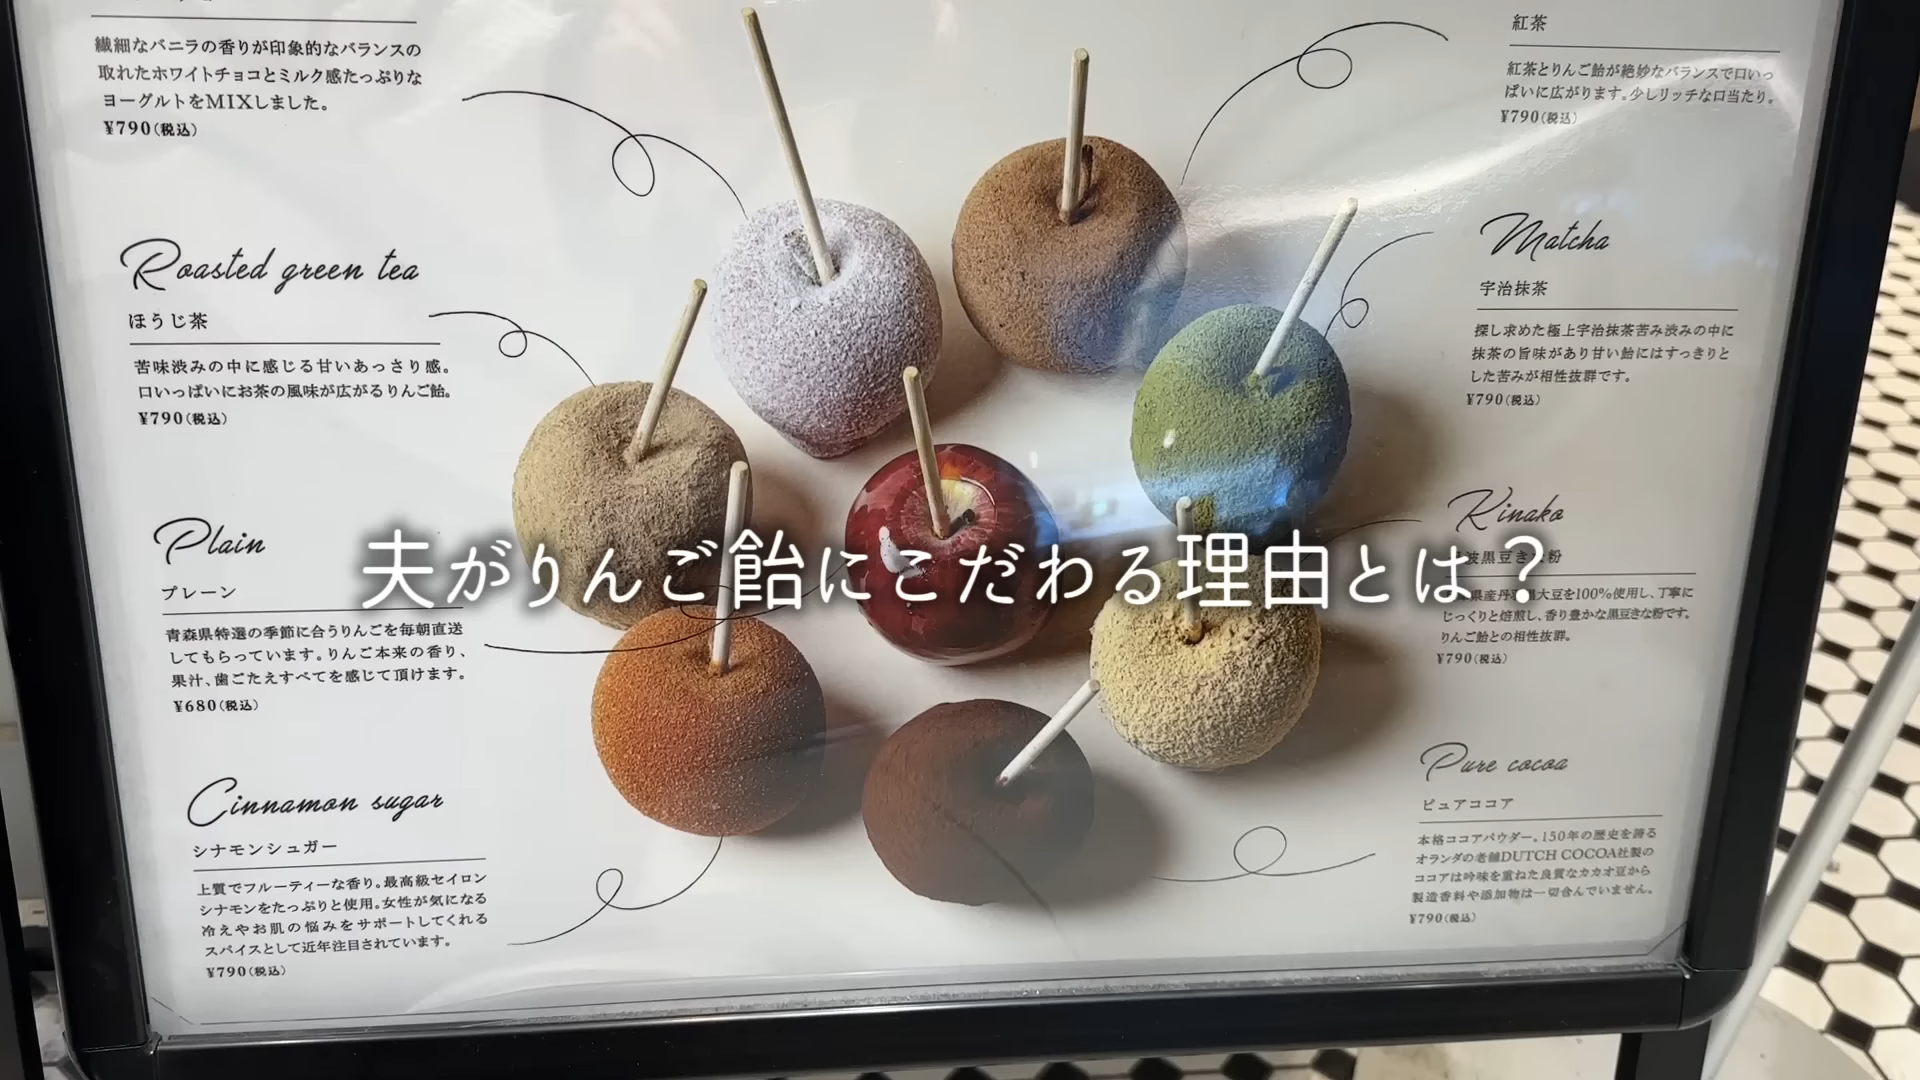 繊細なバニラの香りが印象的なバランスの
取れたホワイトチョコとミルク感たっぷりな
ヨーグルトをMIXしました。
¥790(税込)
Roasted green tea
ほうじ茶
苦味渋みの中に感じる甘いあっさり感。
口いっぱいにお茶の風味が広がるりんご飴。
¥790(税込)
Plain
プレーン
青森県特選の季節に合うりんごを毎朝直送
してもらっています。りんご本来の香り、
果汁、歯ごたえすべてを感じて頂けます。
¥680(税込)
Cinnamon sugar
シナモンシュガー
上質でフルーティーな香り。最高級セイロン
シナモンをたっぷりと使用。女性が気になる
冷えやお肌の悩みをサポートしてくれる
スパイスとして近年注目されています。
¥790(税込)
紅茶
紅茶とりんご飴が絶妙なバランスで口いっ
ぱいに広がります。少しリッチな口当たり。
¥790(税込)
Matcha
宇治抹茶
探し求めた極上宇治抹茶苦み渋みの中に
抹茶の旨味があり甘い飴にはすっきりと
した苦みが相性抜群です。
¥790(税込)
Kinako
波黒豆きな粉
県産丹波黒大豆を100%使用し、丁寧に
じっくりと焙煎し、香り豊かな黒豆きな粉です。
りんご飴との相性抜群。
¥790(税込)
Pure cocoa
ピュアココア
本格ココアパウダー。150年の歴史を誇る
オランダの老舗DUTCH COCOA社製の
ココアは吟味を重ねた良質なカカオ豆から
製造香料や添加物は一切含んでいません。
¥790(税込)
夫がりんご飴にこだわる理由とは？